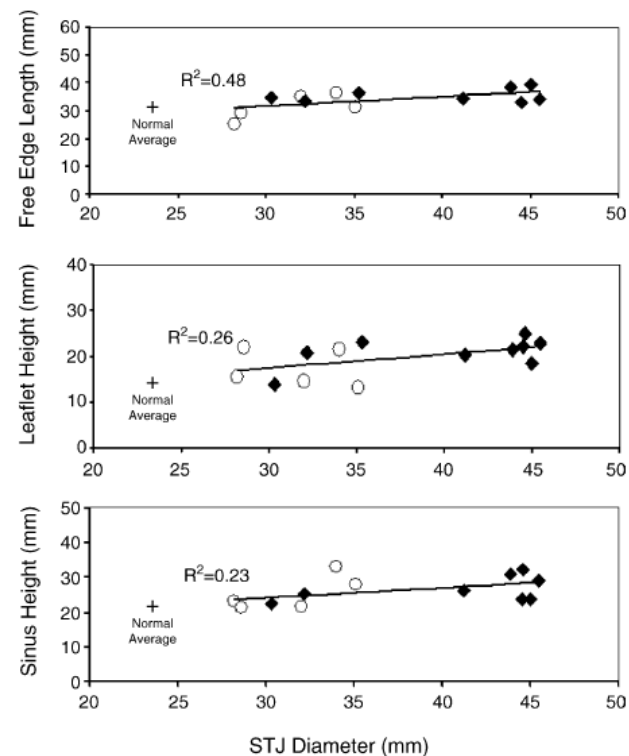 Free Edge Length (mm)
60
50
40
30
20
10
0
R²=0.48
+
Normal
Average
20 25 30 35 40 45 50
Leaflet Height (mm)
40
30
20
10
0
R²=0.26
+
Normal
Average
20 25 30 35 40 45 50
Sinus Height (mm)
50
40
30
20
10
0
R²=0.23
+
Normal
Average
20 25 30 35 40 45 50
STJ Diameter (mm)